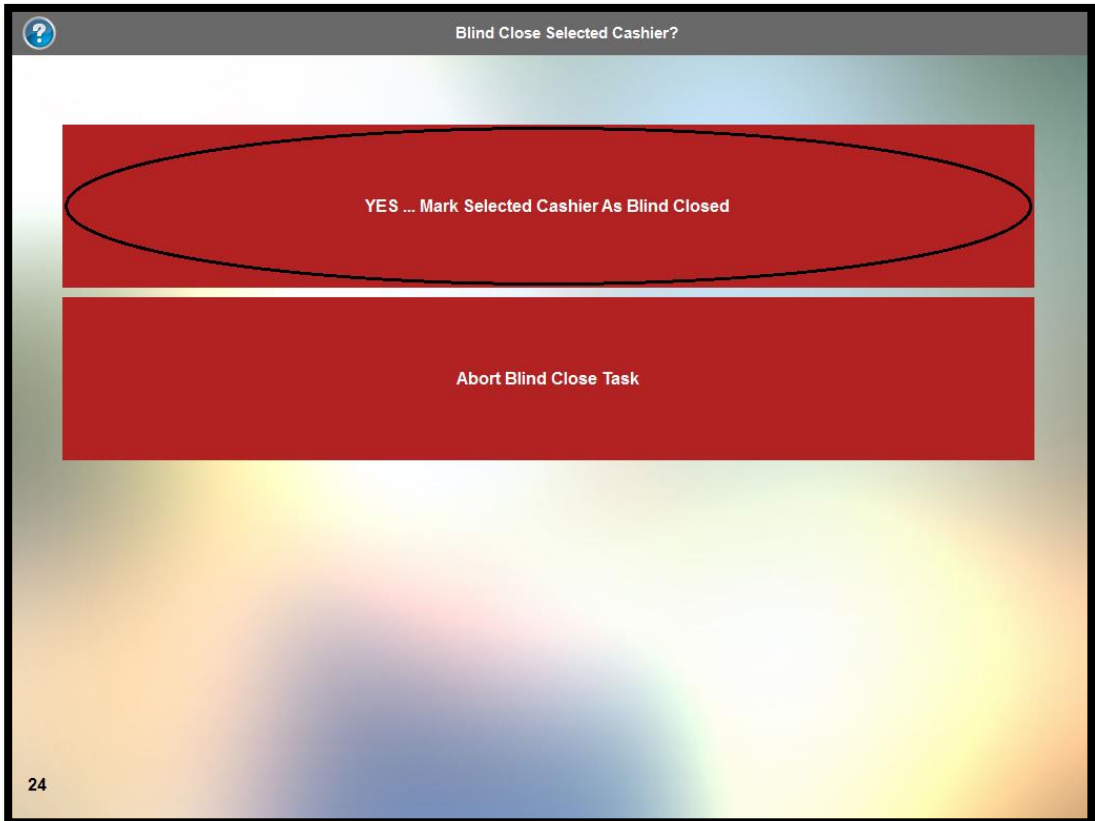 ?
Blind Close Selected Cashier?
YES ... Mark Selected Cashier As Blind Closed
Abort Blind Close Task
24